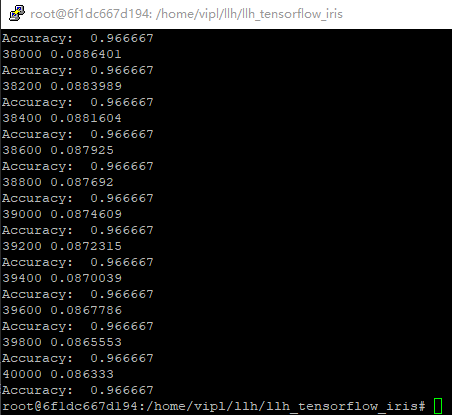 root@6f1dc667d194: /home/vipl/llh/llh_tensorflow_iris
Accuracy:  0.966667
38000 0.0886401
Accuracy:  0.966667
38200 0.0883989
Accuracy:  0.966667
38400 0.0881604
Accuracy:  0.966667
38600 0.087925
Accuracy:  0.966667
38800 0.087692
Accuracy:  0.966667
39000 0.0874609
Accuracy:  0.966667
39200 0.0872315
Accuracy:  0.966667
39400 0.0870039
Accuracy:  0.966667
39600 0.0867786
Accuracy:  0.966667
39800 0.0865553
Accuracy:  0.966667
40000 0.086333
Accuracy:  0.966667
root@6f1dc667d194:/home/vipl/llh/llh_tensorflow_iris#